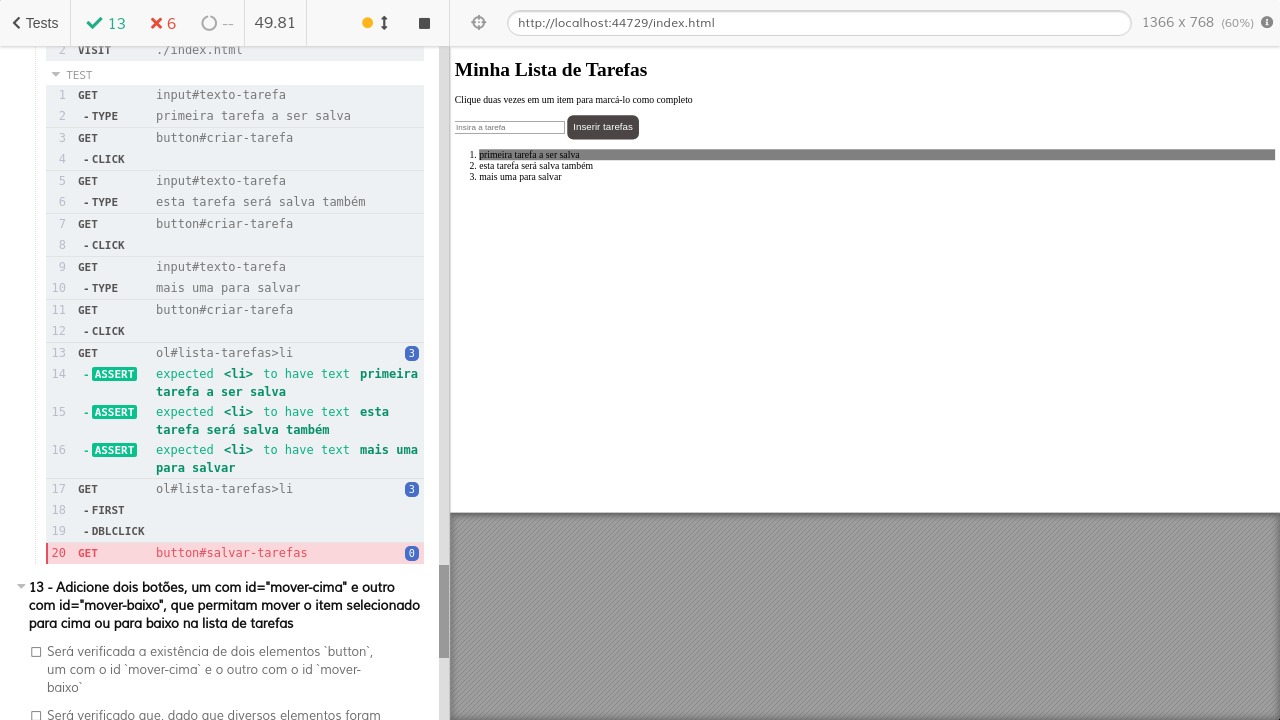 Tests 13 6 -- 49.81 http://localhost:44729/index.html 1366 x 768 (60%)
2 VISIT ./index.html
TEST
1 GET input#texto-tarefa
2 -TYPE primeira tarefa a ser salva
3 GET button#criar-tarefa
4 -CLICK
5 GET input#texto-tarefa
6 -TYPE esta tarefa será salva também
7 GET button#criar-tarefa
8 -CLICK
9 GET input#texto-tarefa
10 -TYPE mais uma para salvar
11 GET button#criar-tarefa
12 -CLICK
13 GET ol#lista-tarefas>li 3
14 -ASSERT expected <li> to have text primeira
tarefa a ser salva
15 -ASSERT expected <li> to have text esta
tarefa será salva também
16 -ASSERT expected <li> to have text mais uma
para salvar
17 GET ol#lista-tarefas>li 3
18 -FIRST
19 -DBLCLICK
20 GET button#salvar-tarefas 0
13 - Adicione dois botões, um com id="mover-cima" e outro
com id="mover-baixo", que permitam mover o item selecionado
para cima ou para baixo na lista de tarefas
Será verificada a existência de dois elementos `button`,
um com o id `mover-cima` e o outro com o id `mover-
baixo`
Será verificado que, dado que diversos elementos foram
Minha Lista de Tarefas
Clique duas vezes em um item para marcá-lo como completo
Insira a tarefa Inserir tarefas
1. primeira tarefa a ser salva
2. esta tarefa será salva também
3. mais uma para salvar